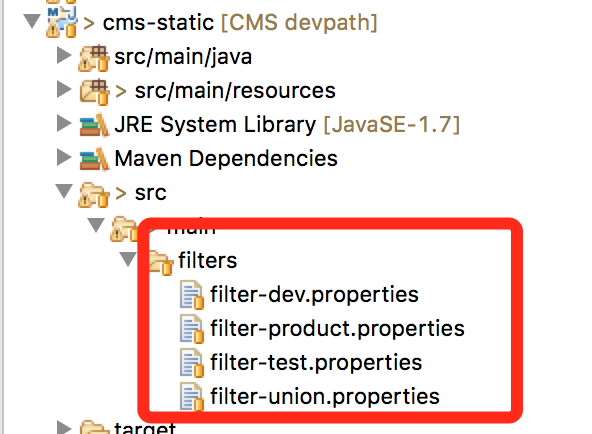 > cms-static [CMS devpath]
src/main/java
> src/main/resources
JRE System Library [JavaSE-1.7]
Maven Dependencies
> src
main
filters
filter-dev.properties
filter-product.properties
filter-test.properties
filter-union.properties
target